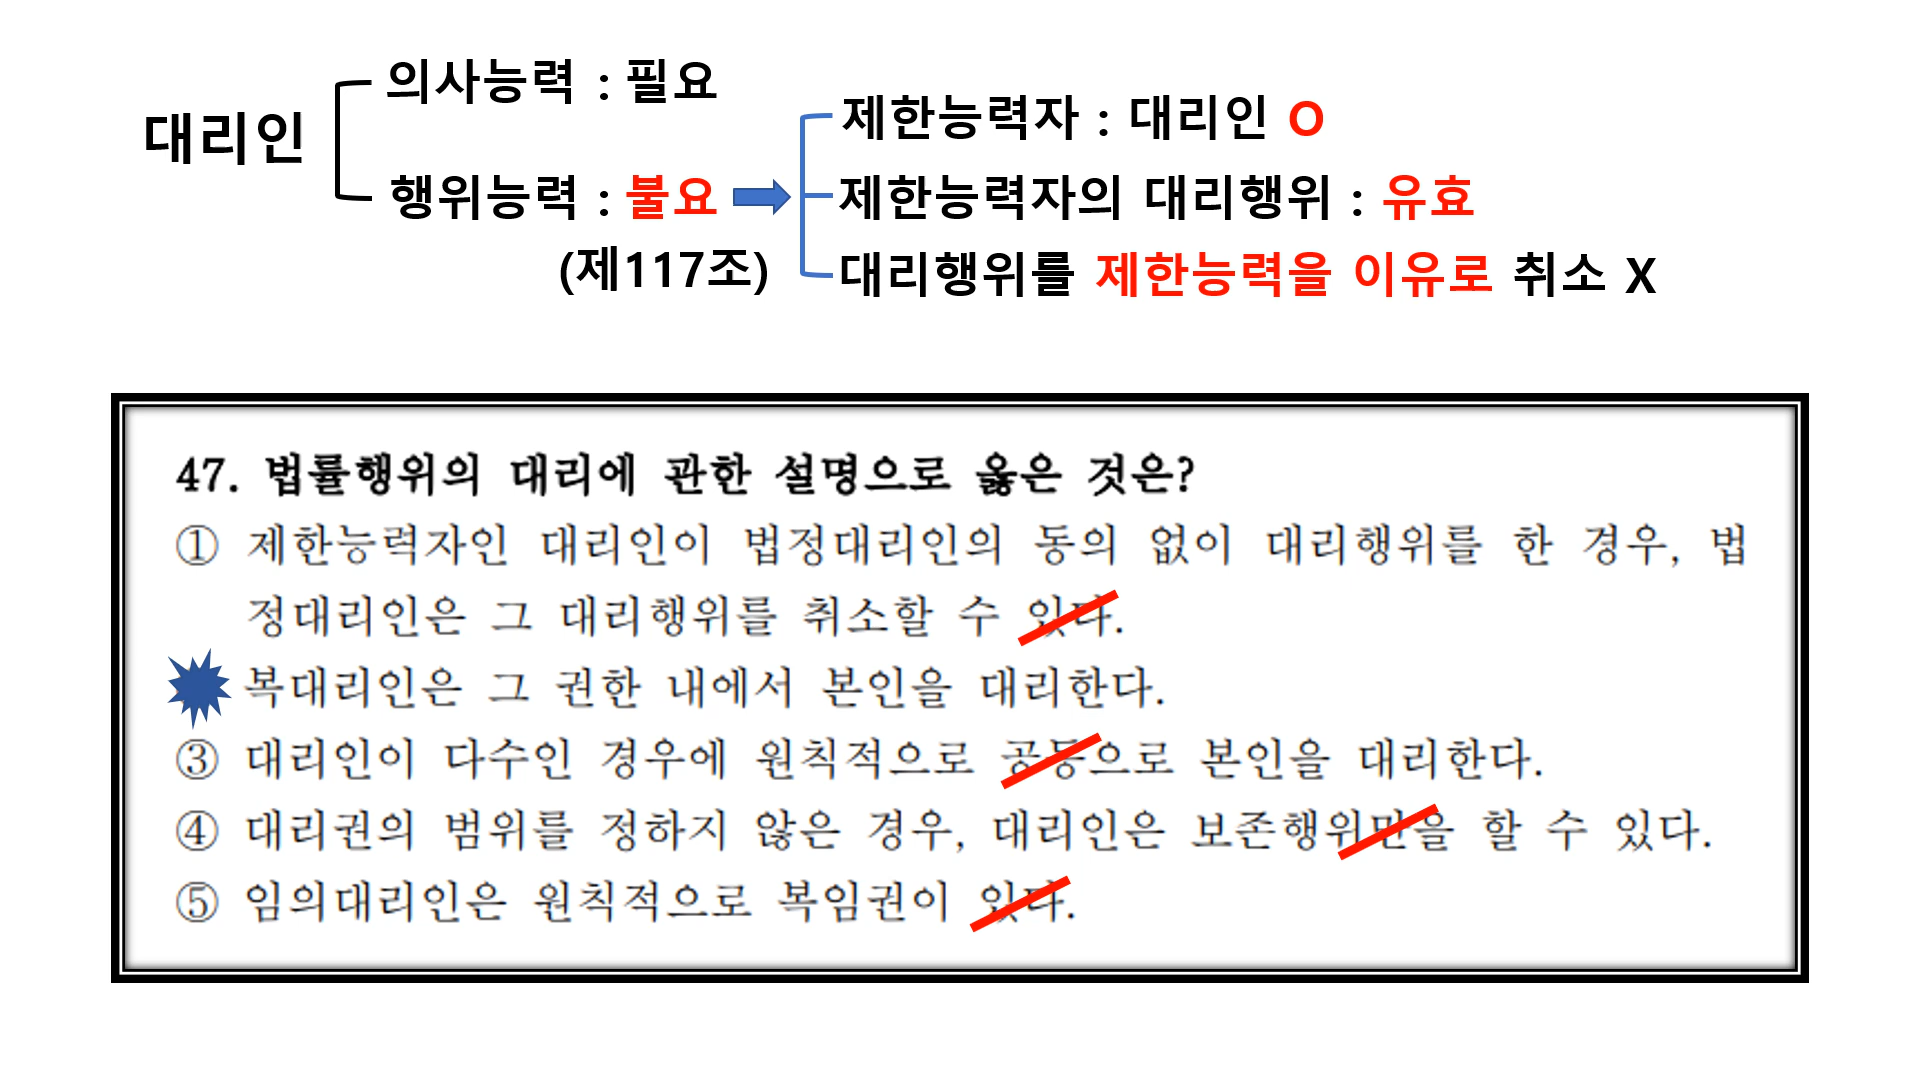 대리인
의사능력 : 필요
행위능력 : 불요
(제117조)
제한능력자 : 대리인 O
제한능력자의 대리행위 : 유효
대리행위를 제한능력을 이유로 취소 X
47. 법률행위의 대리에 관한 설명으로 옳은 것은?
① 제한능력자인 대리인이 법정대리인의 동의 없이 대리행위를 한 경우, 법
정대리인은 그 대리행위를 취소할 수 있다.
복대리인은 그 권한 내에서 본인을 대리한다.
③ 대리인이 다수인 경우에 원칙적으로 공동으로 본인을 대리한다.
④ 대리권의 범위를 정하지 않은 경우, 대리인은 보존행위만을 할 수 있다.
⑤ 임의대리인은 원칙적으로 복임권이 있다.